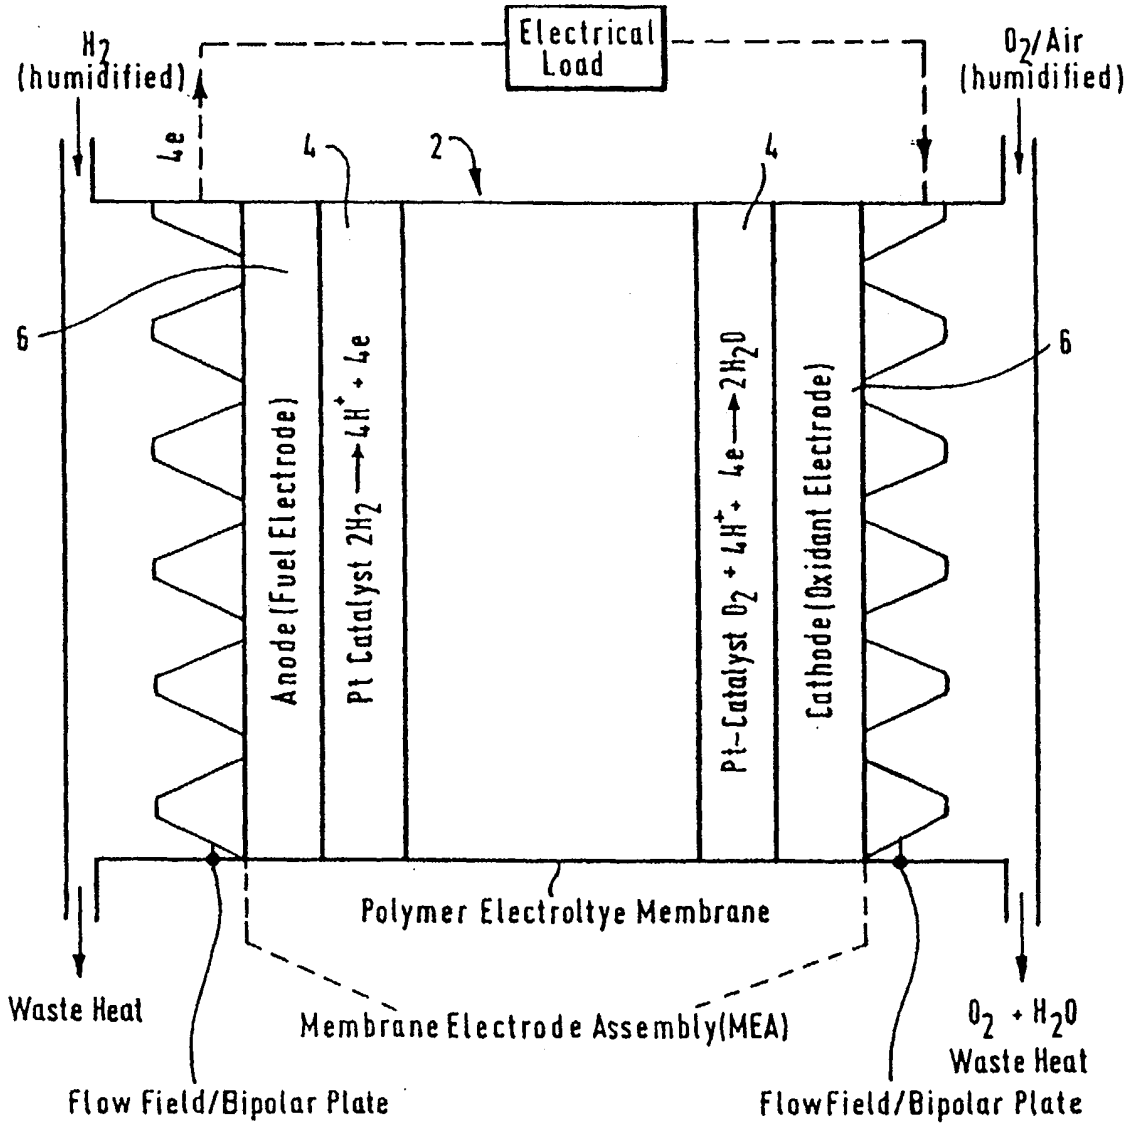 Electrical
Load
H₂
(humidified)
O₂/Air
(humidified)
4e
4
2
4
6
6
Anode(Fuel Electrode)
Pt Catalyst 2H₂ → 4H⁺ + 4e
Pt-Catalyst O₂ + 4H⁺ + 4e → 2H₂O
Cathode(Oxidant Electrode)
Polymer Electroltye Membrane
Waste Heat
Membrane Electrode Assembly(MEA)
O₂ + H₂O
Waste Heat
Flow Field/Bipolar Plate
Flow Field/Bipolar Plate